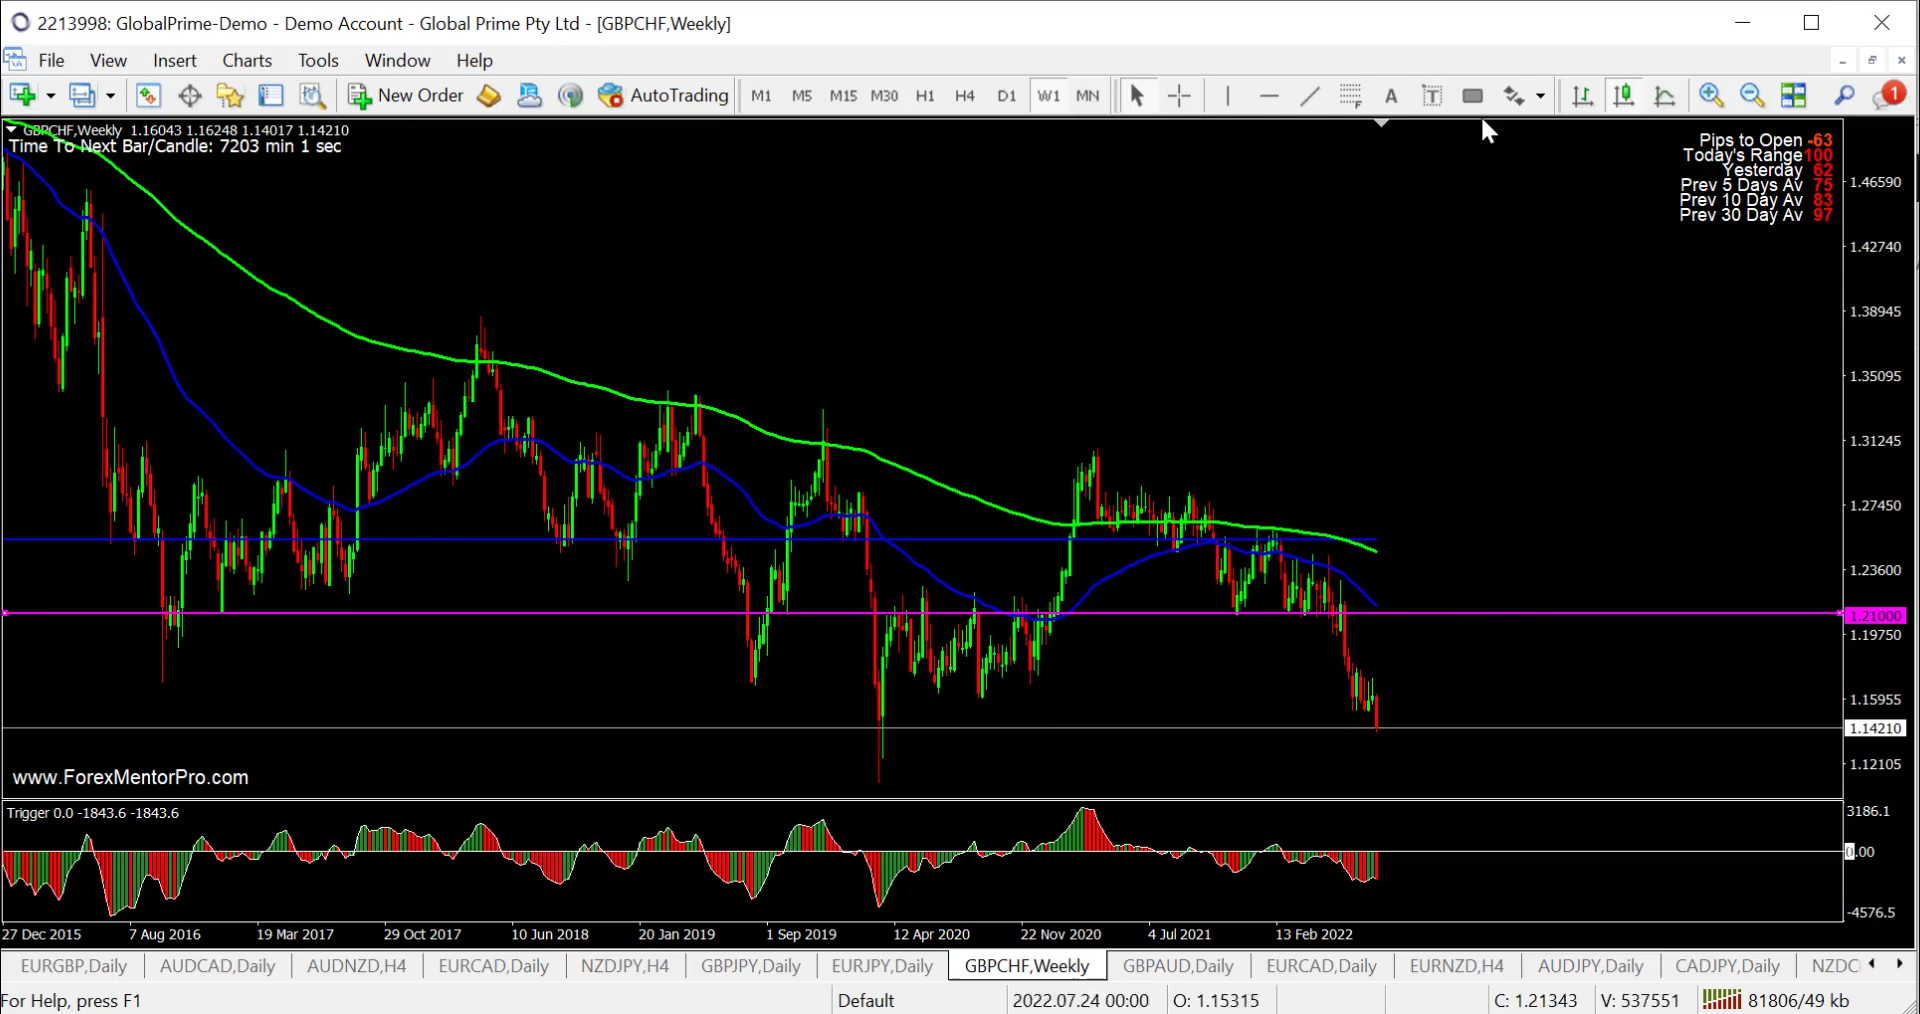 2213998: GlobalPrime-Demo - Demo Account - Global Prime Pty Ltd - [GBPCHF,Weekly]
File View Insert Charts Tools Window Help
New Order AutoTrading M1 M5 M15 M30 H1 H4 D1 W1 MN A T F 1
GBPCHF,Weekly 1.16043 1.16248 1.14017 1.14210
Time To Next Bar/Candle: 7203 min 1 sec
Pips to Open -63
Today's Range 100
Yesterday 62
Prev 5 Days Av 75
Prev 10 Day Av 83
Prev 30 Day Av 97
1.46590
1.42740
1.38945
1.35095
1.31245
1.27450
1.23600
1.21000
1.19750
1.15955
1.14210
1.12105
www.ForexMentorPro.com
Trigger 0.0 -1843.6 -1843.6
3186.1
0.00
-4576.5
27 Dec 2015 7 Aug 2016 19 Mar 2017 29 Oct 2017 10 Jun 2018 20 Jan 2019 1 Sep 2019 12 Apr 2020 22 Nov 2020 4 Jul 2021 13 Feb 2022
EURGBP,Daily AUDCAD,Daily AUDNZD,H4 EURCAD,Daily NZDJPY,H4 GBPJPY,Daily EURJPY,Daily GBPCHF,Weekly GBPAUD,Daily EURCAD,Daily EURNZD,H4 AUDJPY,Daily CADJPY,Daily NZDC
For Help, press F1 Default 2022.07.24 00:00 O: 1.15315 C: 1.21343 V: 537551 81806/49 kb